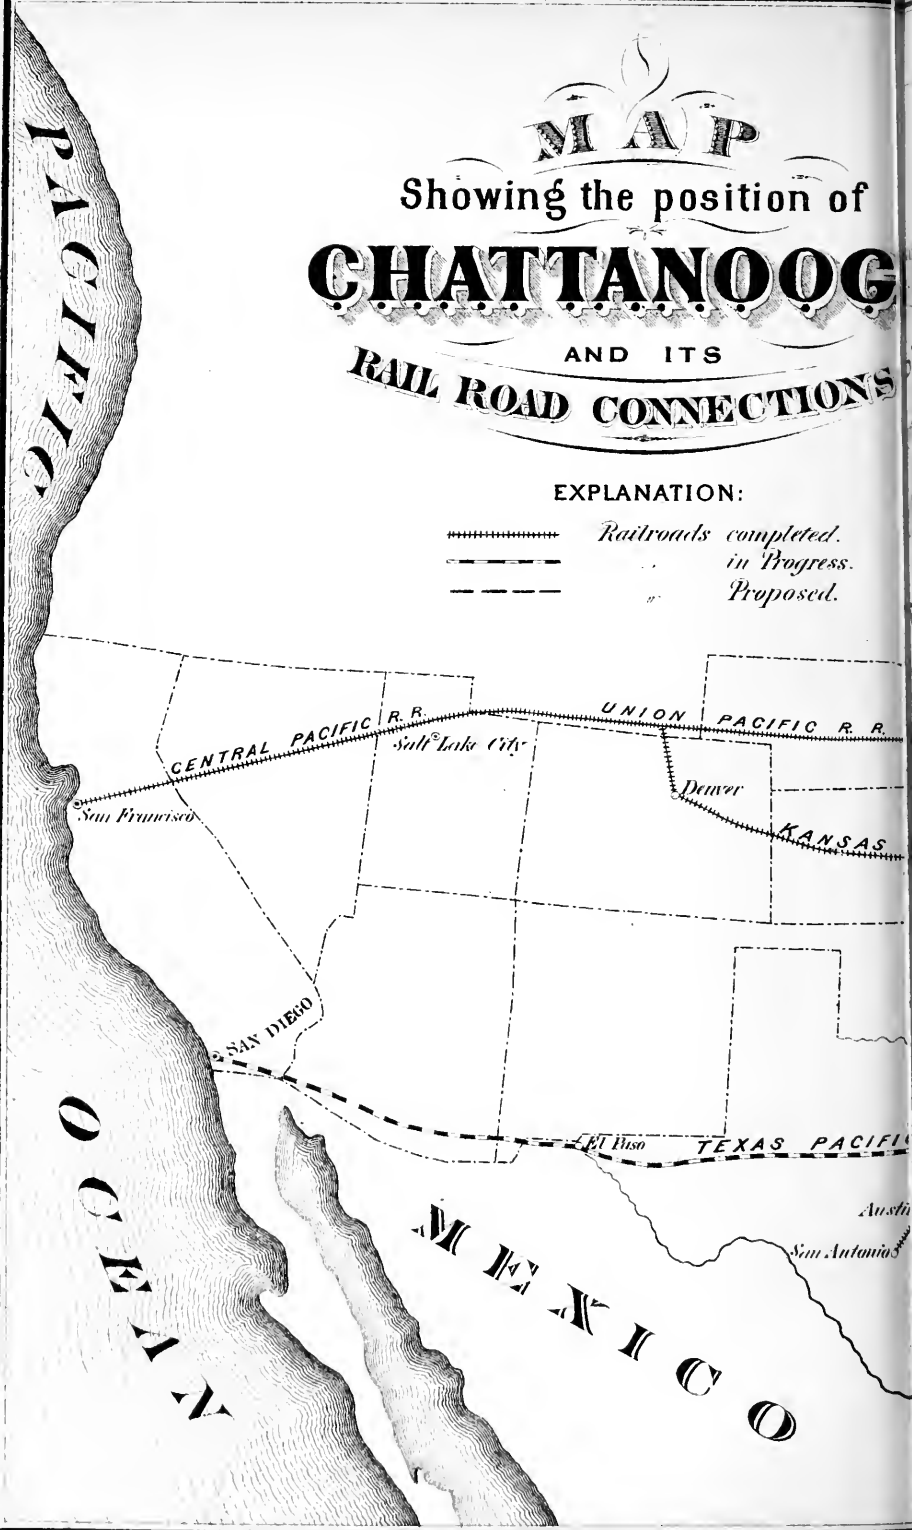 MAP
Showing the position of
CHATTANOOG
AND ITS
RAIL ROAD CONNECTIONS
EXPLANATION:
Railroads completed.
" in Progress.
" Proposed.
PACIFIC
OCEAN
CENTRAL PACIFIC R. R.
UNION PACIFIC R. R.
Salt Lake City
Denver
San Francisco
KANSAS
SAN DIEGO
El Paso
TEXAS PACIFIC
Austin
San Antonio
MEXICO